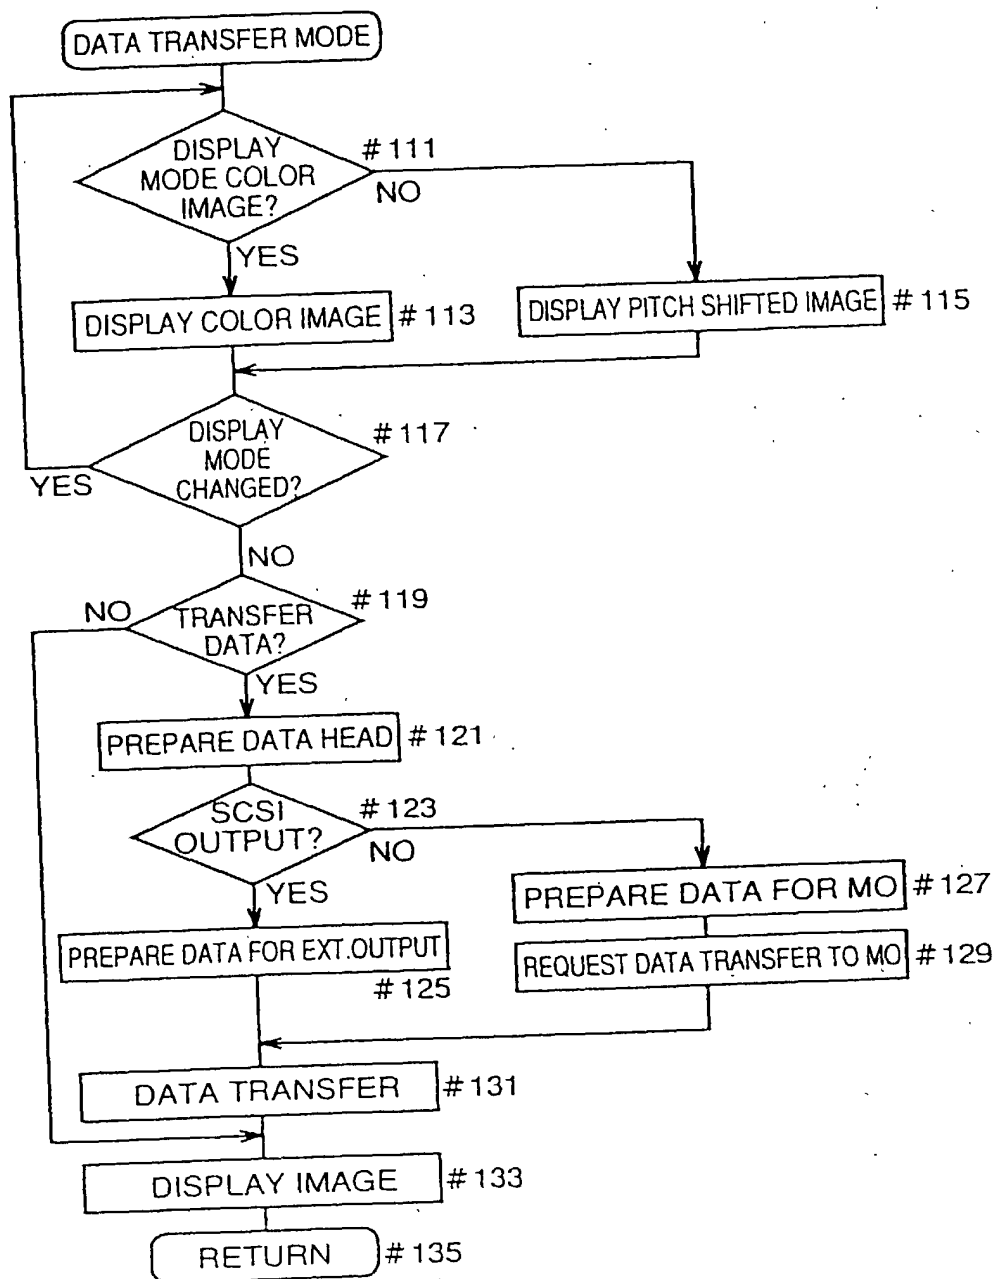 DATA TRANSFER MODE
DISPLAY
MODE COLOR
IMAGE?
# 111
NO
YES
DISPLAY COLOR IMAGE
# 113
DISPLAY PITCH SHIFTED IMAGE
# 115
DISPLAY
MODE
CHANGED?
# 117
YES
NO
TRANSFER
DATA?
# 119
NO
YES
PREPARE DATA HEAD
# 121
SCSI
OUTPUT?
# 123
NO
YES
PREPARE DATA FOR MO
# 127
PREPARE DATA FOR EXT.OUTPUT
# 125
REQUEST DATA TRANSFER TO MO
# 129
DATA TRANSFER
# 131
DISPLAY IMAGE
# 133
RETURN
# 135